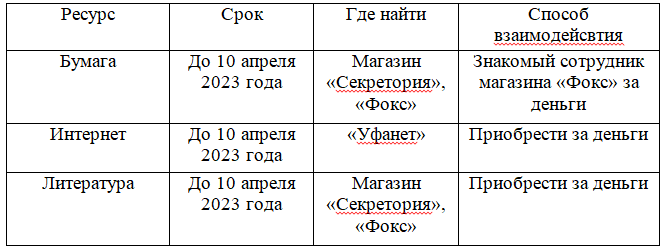 Ресурс
Срок
Где найти
Способ
взаимодейсвтия
Бумага
До 10 апреля
2023 года
Магазин
«Секретория»,
«Фокс»
Знакомый сотрудник
магазина «Фокс» за
деньги
Интернет
До 10 апреля
2023 года
«Уфанет»
Приобрести за деньги
Литература
До 10 апреля
2023 года
Магазин
«Секретория»,
«Фокс»
Приобрести за деньги